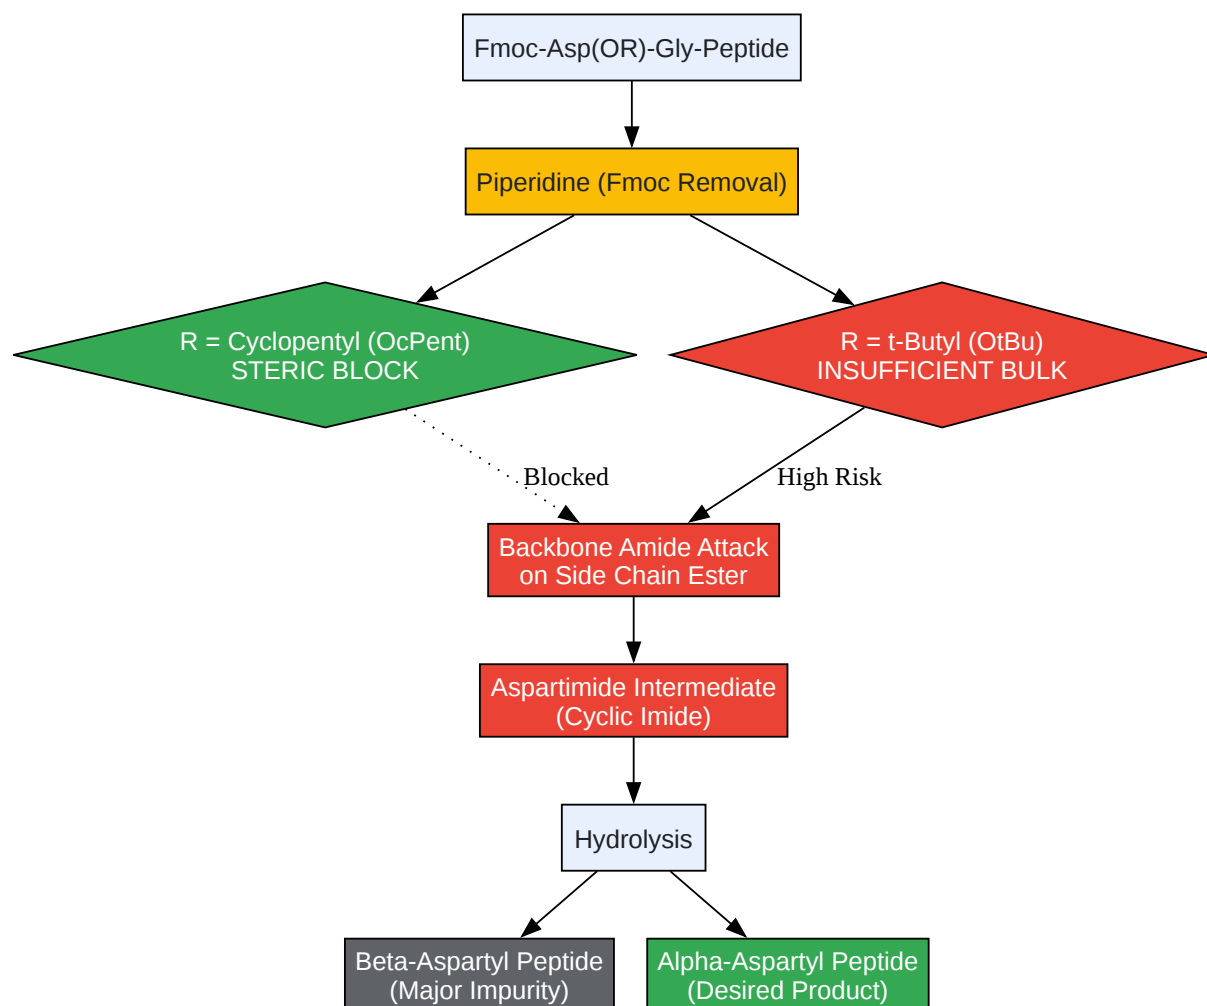 Fmoc-Asp(OR)-Gly-Peptide
Piperidine (Fmoc Removal)
R = Cyclopentyl (OcPent)
STERIC BLOCK
R = t-Butyl (OtBu)
INSUFFICIENT BULK
Blocked
High Risk
Backbone Amide Attack
on Side Chain Ester
Aspartimide Intermediate
(Cyclic Imide)
Hydrolysis
Beta-Aspartyl Peptide
(Major Impurity)
Alpha-Aspartyl Peptide
(Desired Product)